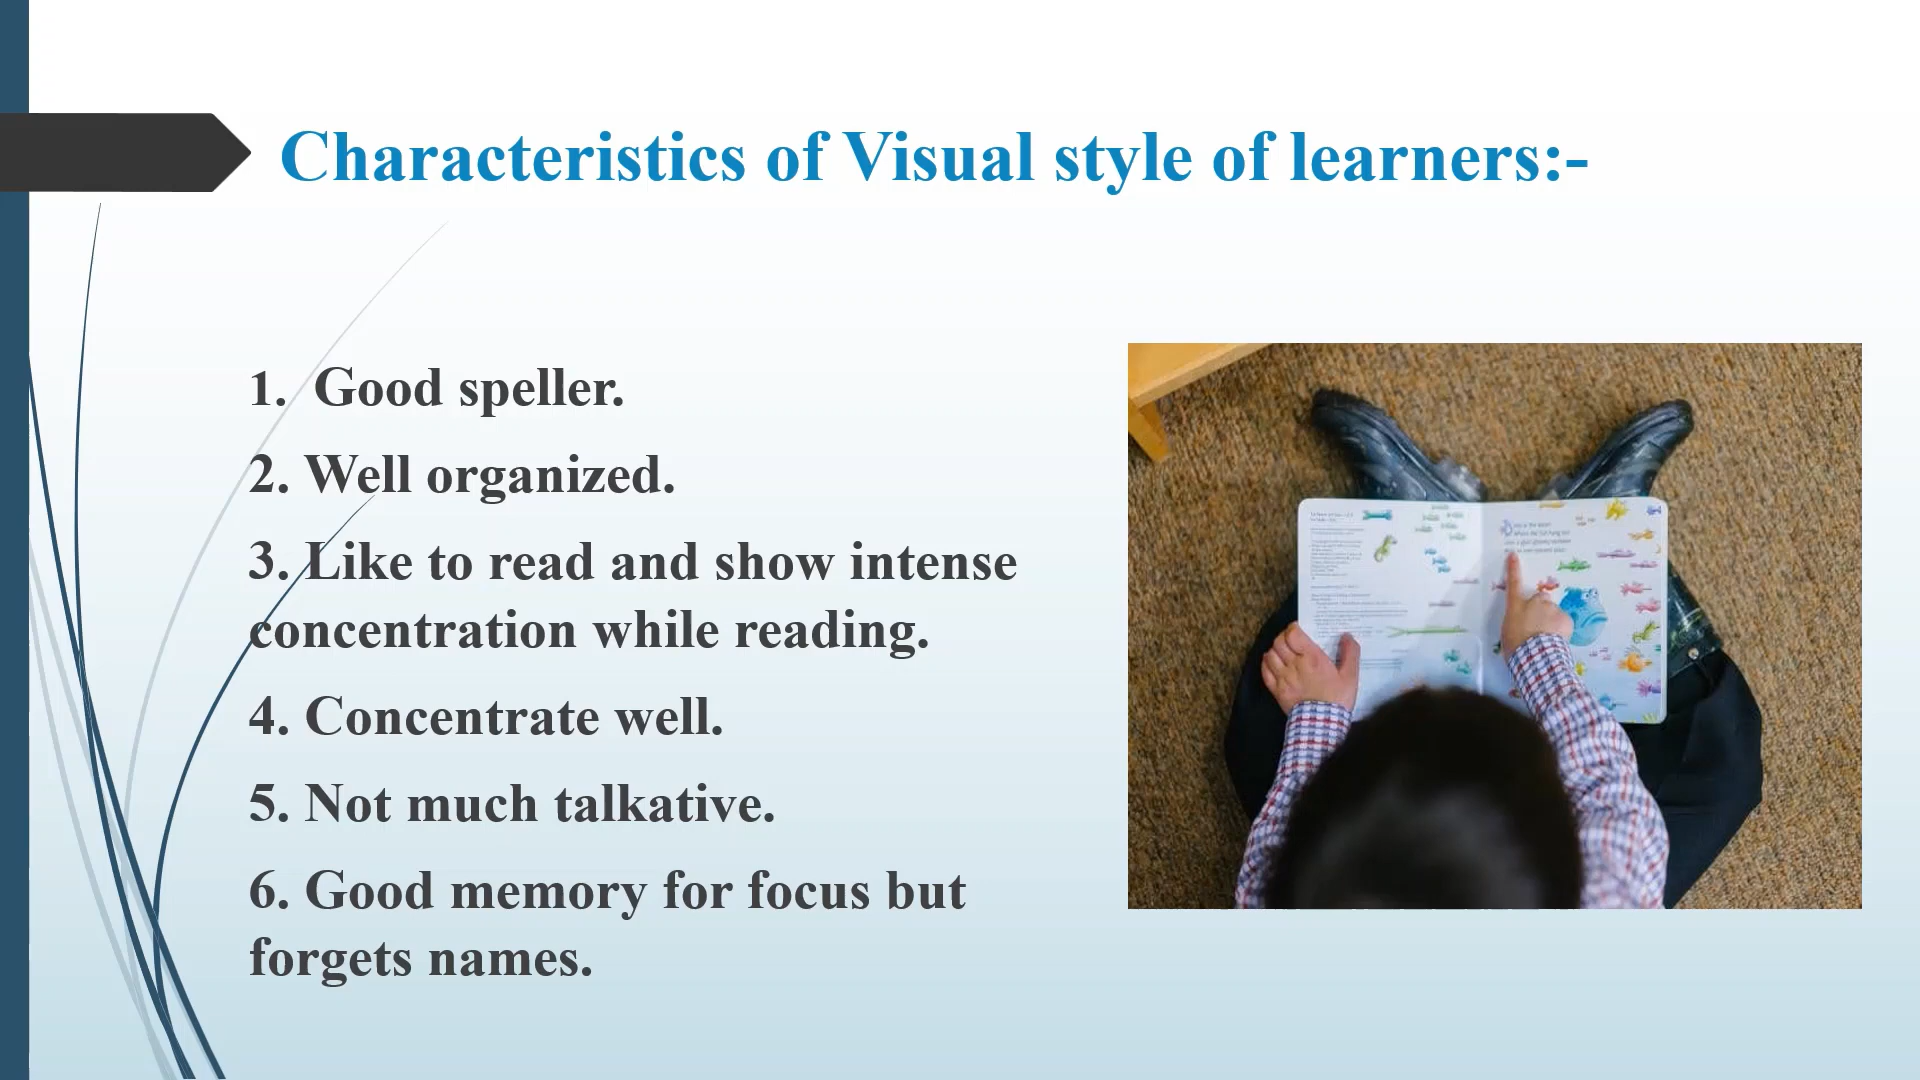 Characteristics of Visual style of learners:-
1. Good speller.
2. Well organized.
3. Like to read and show intense
concentration while reading.
4. Concentrate well.
5. Not much talkative.
6. Good memory for focus but
forgets names.